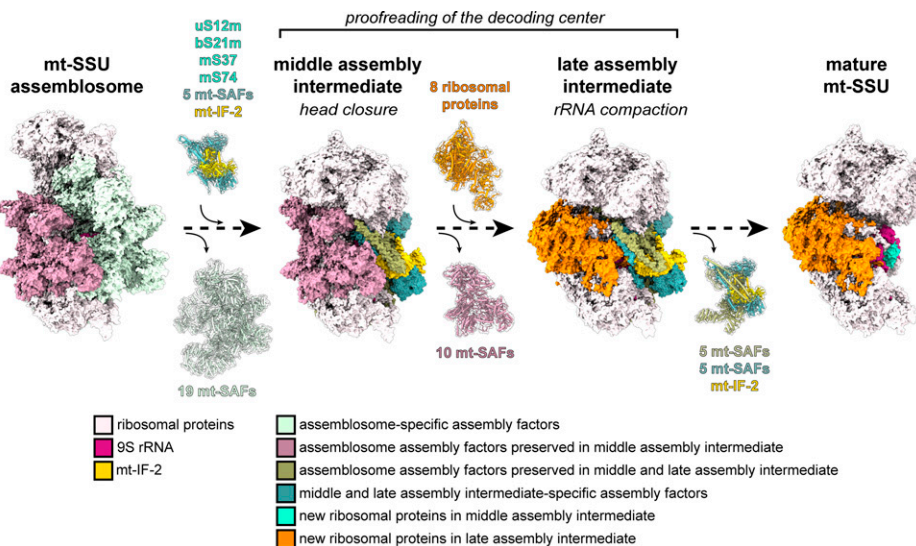 proofreading of the decoding center
mt-SSU
assemblosome
uS12m
bS21m
mS37
mS74
5 mt-SAFs
mt-IF-2
middle assembly
intermediate
head closure
8 ribosomal
proteins
late assembly
intermediate
rRNA compaction
mature
mt-SSU
19 mt-SAFs
10 mt-SAFs
5 mt-SAFs
5 mt-SAFs
mt-IF-2
ribosomal proteins
9S rRNA
mt-IF-2
assemblosome-specific assembly factors
assemblosome assembly factors preserved in middle assembly intermediate
assemblosome assembly factors preserved in middle and late assembly intermediate
middle and late assembly intermediate-specific assembly factors
new ribosomal proteins in middle assembly intermediate
new ribosomal proteins in late assembly intermediate